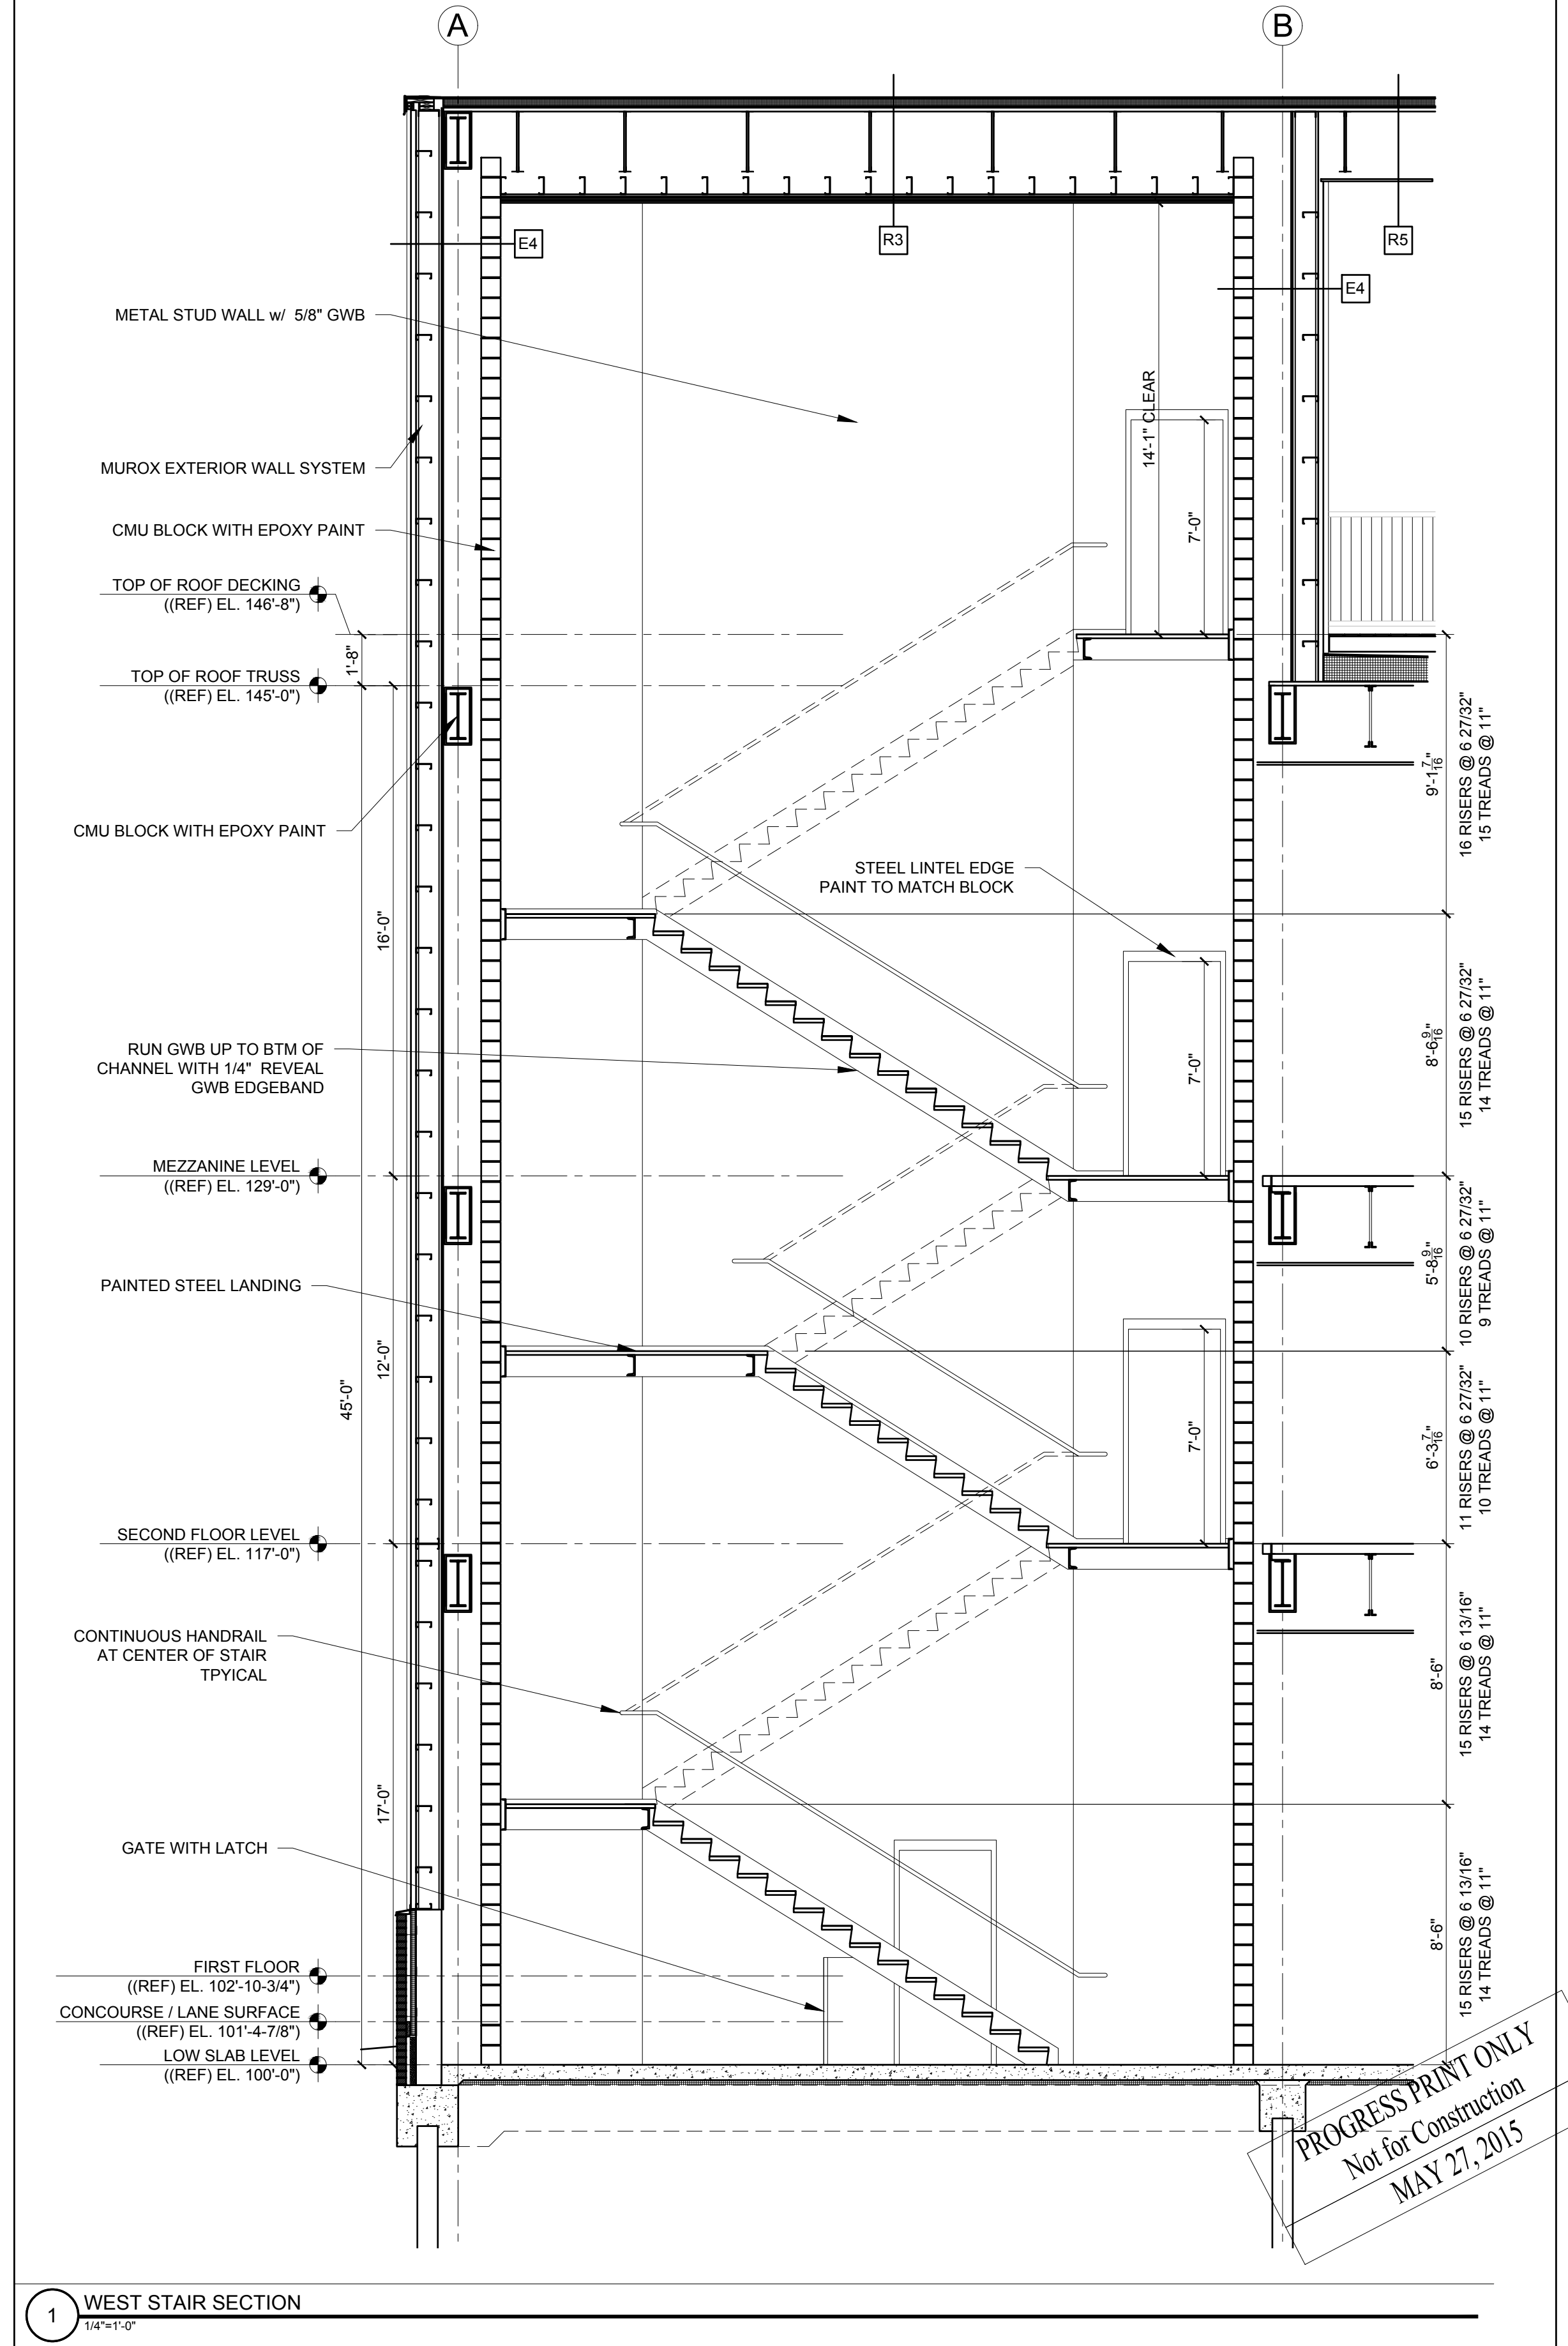 A
B
E4
R3
R5
E4
METAL STUD WALL w/ 5/8" GWB
14'-1" CLEAR
MUROX EXTERIOR WALL SYSTEM
CMU BLOCK WITH EPOXY PAINT
7'-0"
TOP OF ROOF DECKING
((REF) EL. 146'-8")
1'-8"
TOP OF ROOF TRUSS
((REF) EL. 145'-0")
9'-1 7/16"
16 RISERS @ 6 27/32"
15 TREADS @ 11"
CMU BLOCK WITH EPOXY PAINT
STEEL LINTEL EDGE
PAINT TO MATCH BLOCK
16'-0"
RUN GWB UP TO BTM OF
CHANNEL WITH 1/4" REVEAL
GWB EDGEBAND
7'-0"
8'-6 9/16"
15 RISERS @ 6 27/32"
14 TREADS @ 11"
MEZZANINE LEVEL
((REF) EL. 129'-0")
5'-8 9/16"
10 RISERS @ 6 27/32"
9 TREADS @ 11"
PAINTED STEEL LANDING
12'-0"
45'-0"
7'-0"
6'-3 7/16"
11 RISERS @ 6 27/32"
10 TREADS @ 11"
SECOND FLOOR LEVEL
((REF) EL. 117'-0")
CONTINUOUS HANDRAIL
AT CENTER OF STAIR
TPYICAL
8'-6"
15 RISERS @ 6 13/16"
14 TREADS @ 11"
17'-0"
GATE WITH LATCH
8'-6"
15 RISERS @ 6 13/16"
14 TREADS @ 11"
FIRST FLOOR
((REF) EL. 102'-10-3/4")
CONCOURSE / LANE SURFACE
((REF) EL. 101'-4-7/8")
LOW SLAB LEVEL
((REF) EL. 100'-0")
PROGRESS PRINT ONLY
Not for Construction
MAY 27, 2015
1
WEST STAIR SECTION
1/4"=1'-0"